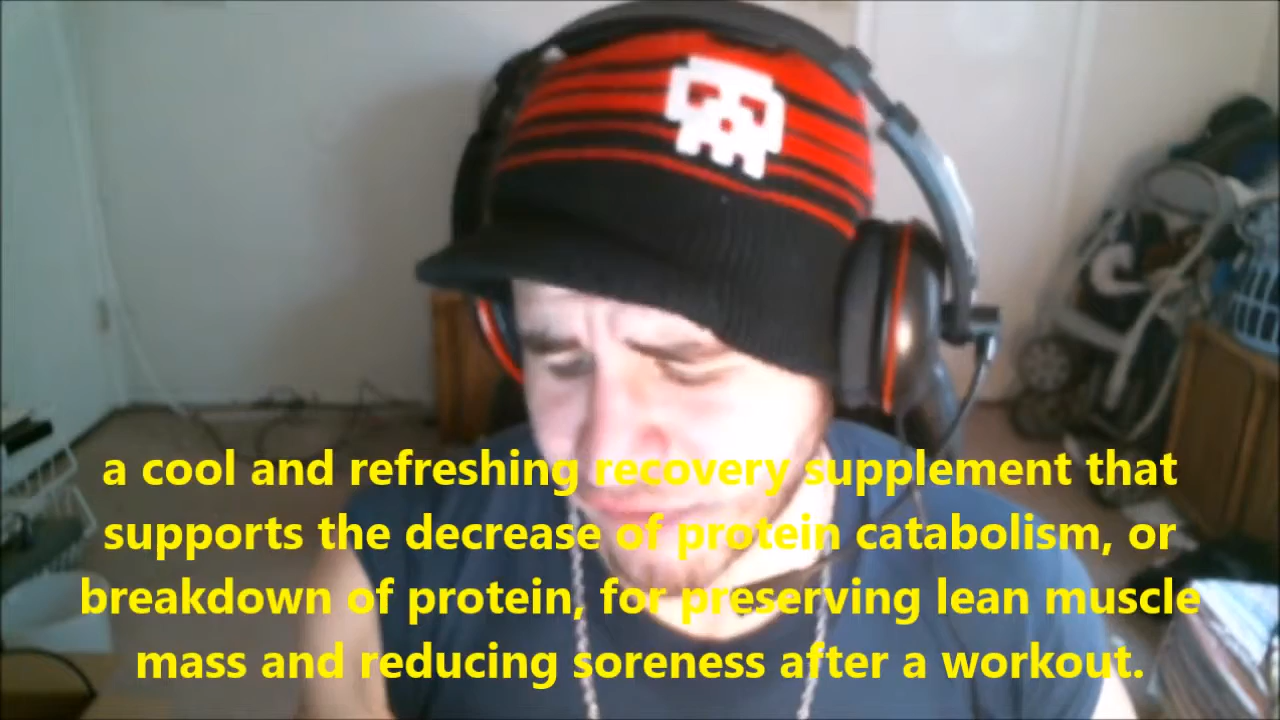 a cool and refreshing recovery supplement that
supports the decrease of protein catabolism, or
breakdown of protein, for preserving lean muscle
mass and reducing soreness after a workout.